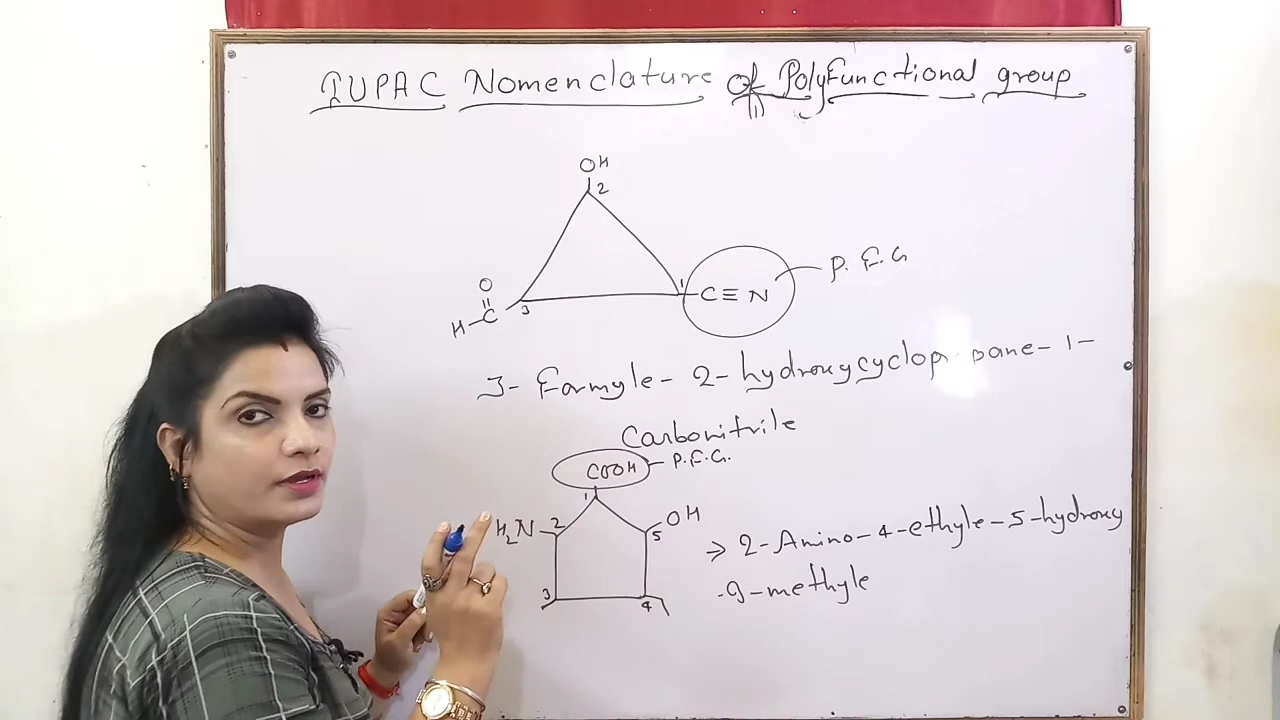 IUPAC Nomenclature of PolyFunctional group
OH
2
O
H-C
3
1
-C≡N
P.F.G
3- Formyle- 2- hydroxycyclopropane- 1-
Carbonitrile
COOH - P.F.G.
1
H2N 2
5 OH
3
4
⇒ 2-Amino-4-ethyle-5-hydroxy
-methyle